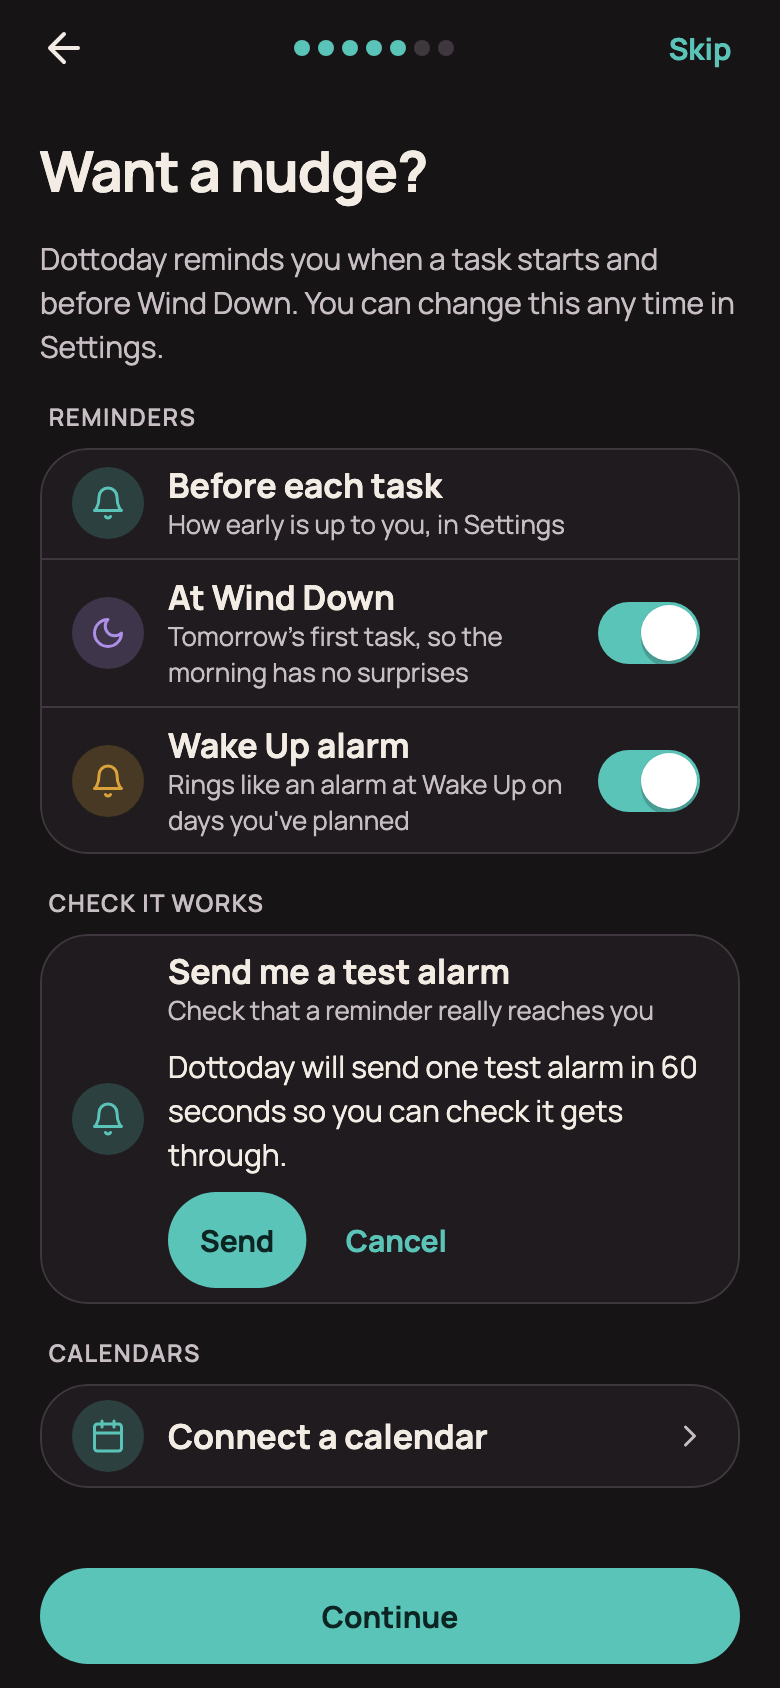 Skip
Want a nudge?
Dottoday reminds you when a task starts and
before Wind Down. You can change this any time in
Settings.
REMINDERS
Before each task
How early is up to you, in Settings
At Wind Down
Tomorrow’s first task, so the
morning has no surprises
Wake Up alarm
Rings like an alarm at Wake Up on
days you've planned
CHECK IT WORKS
Send me a test alarm
Check that a reminder really reaches you
Dottoday will send one test alarm in 60
seconds so you can check it gets
through.
Send
Cancel
CALENDARS
Connect a calendar
Continue